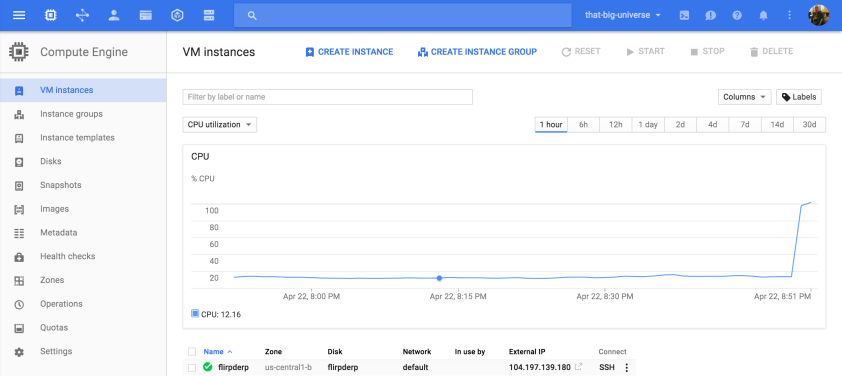 that-big-universe
Compute Engine
VM instances
CREATE INSTANCE
CREATE INSTANCE GROUP
RESET
START
STOP
DELETE
VM instances
Instance groups
Instance templates
Disks
Snapshots
Images
Metadata
Health checks
Zones
Operations
Quotas
Settings
Filter by label or name
Columns
Labels
CPU utilization
1 hour 6h 12h 1 day 2d 4d 7d 14d 30d
CPU
% CPU
100
80
60
40
20
Apr 22, 8:00 PM Apr 22, 8:15 PM Apr 22, 8:30 PM Apr 22, 8:51 PM
CPU: 12.16
Name Zone Disk Network In use by External IP Connect
flirpderp us-central1-b flirpderp default 104.197.139.180 SSH